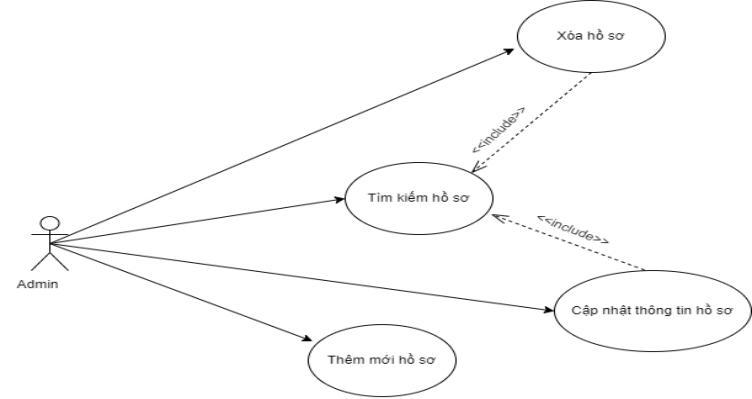 Xóa hồ sơ
<<include>>
Tìm kiếm hồ sơ
<<include>>
Admin
Cập nhật thông tin hồ sơ
Thêm mới hồ sơ